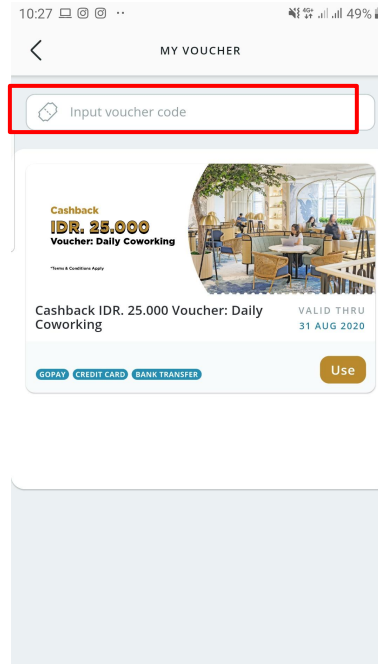 10:27
49%
MY VOUCHER
Input voucher code
Cashback
IDR. 25.000
Voucher: Daily Coworking
*Terms & Conditions Apply
Cashback IDR. 25.000 Voucher: Daily
Coworking
VALID THRU
31 AUG 2020
GOPAY CREDIT CARD BANK TRANSFER
Use